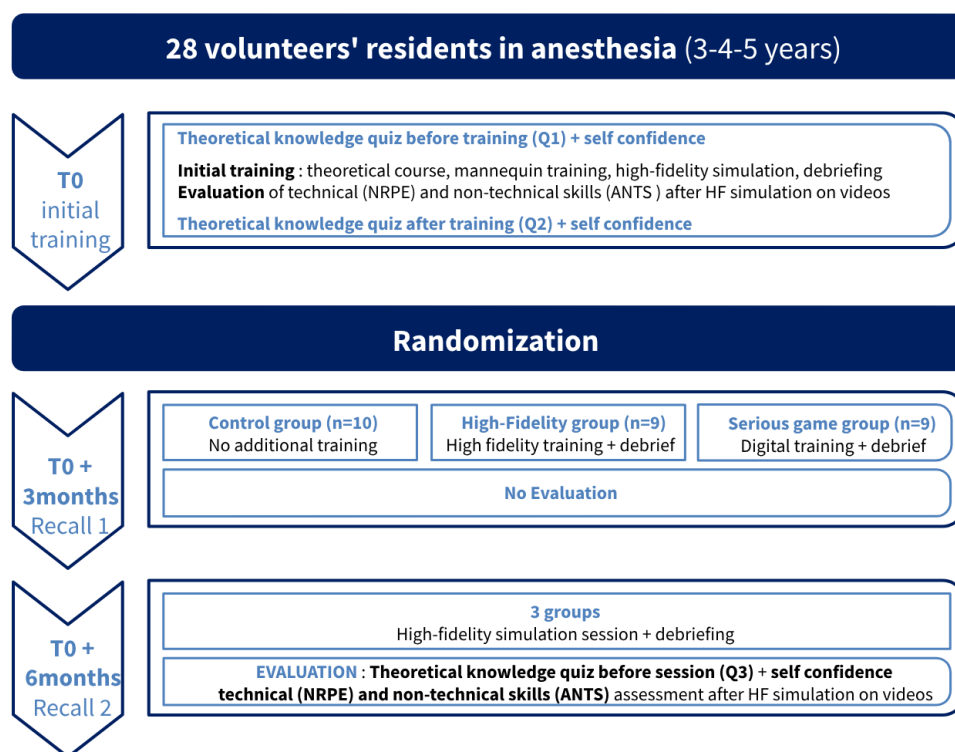 28 volunteers' residents in anesthesia (3-4-5 years)
T0
initial
training
Theoretical knowledge quiz before training (Q1) + self confidence
Initial training : theoretical course, mannequin training, high-fidelity simulation, debriefing
Evaluation of technical (NRPE) and non-technical skills (ANTS ) after HF simulation on videos
Theoretical knowledge quiz after training (Q2) + self confidence
Randomization
T0 +
3months
Recall 1
Control group (n=10)
No additional training
High-Fidelity group (n=9)
High fidelity training + debrief
Serious game group (n=9)
Digital training + debrief
No Evaluation
T0 +
6months
Recall 2
3 groups
High-fidelity simulation session + debriefing
EVALUATION : Theoretical knowledge quiz before session (Q3) + self confidence
technical (NRPE) and non-technical skills (ANTS) assessment after HF simulation on videos